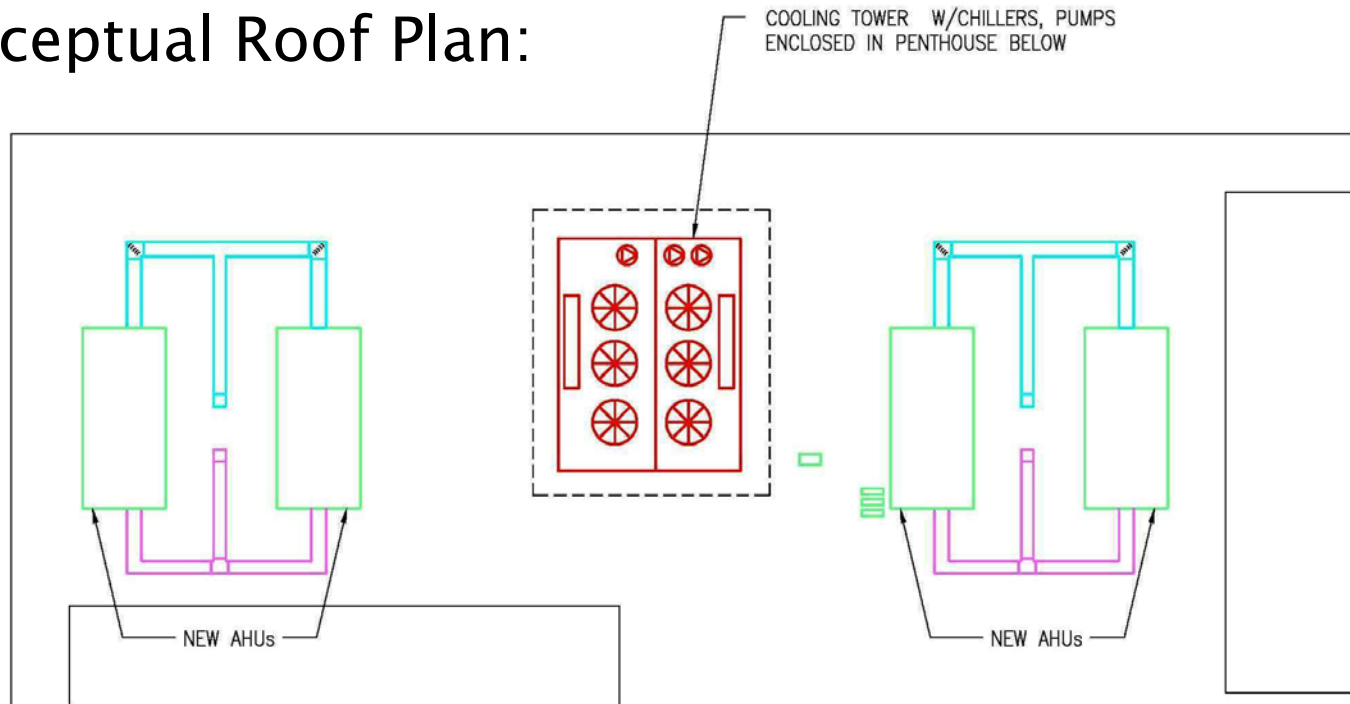 ceptual Roof Plan:
COOLING TOWER W/CHILLERS, PUMPS
ENCLOSED IN PENTHOUSE BELOW
NEW AHUs
NEW AHUs